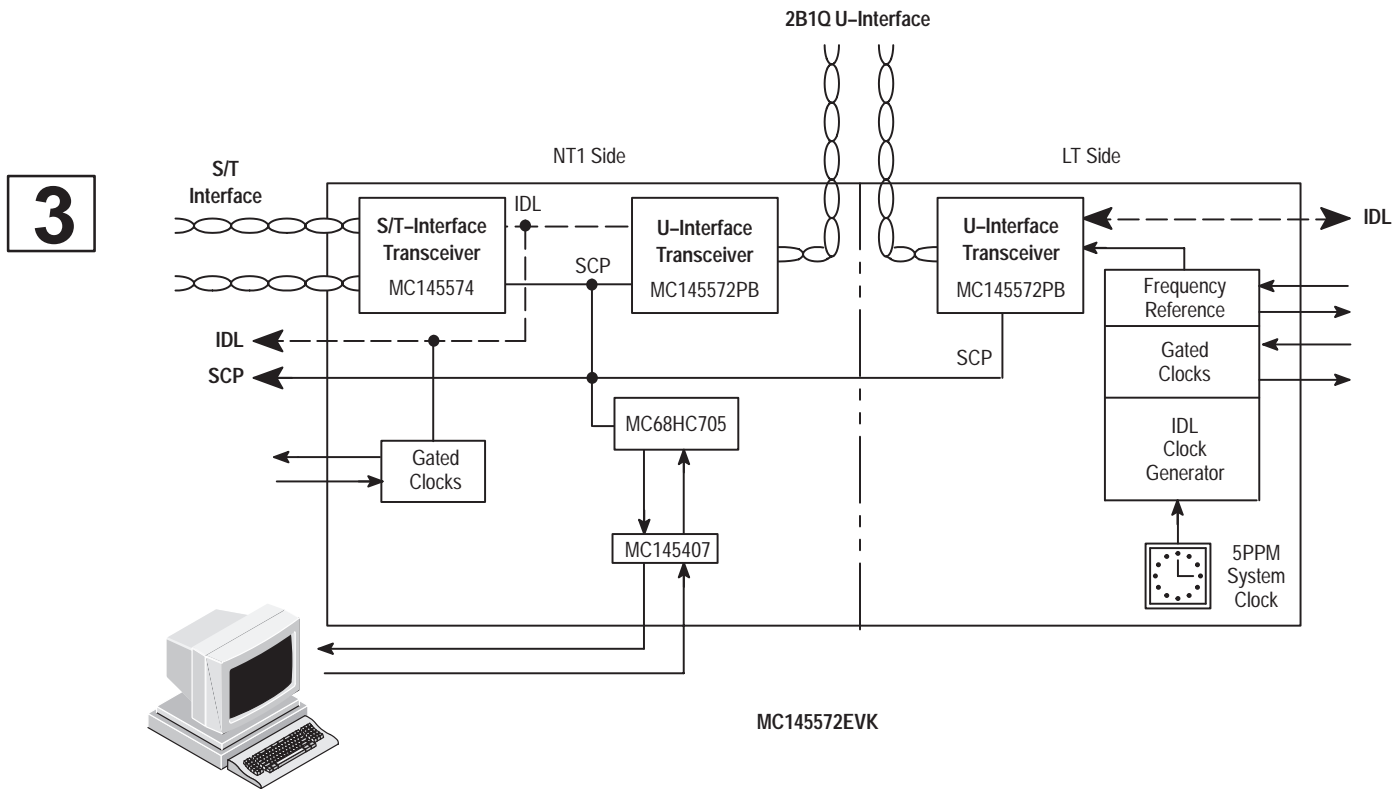 2B1Q U–Interface
3
S/T
Interface
NT1 Side
LT Side
IDL
S/T–Interface
Transceiver
MC145574
SCP
U–Interface
Transceiver
MC145572PB
U–Interface
Transceiver
MC145572PB
IDL
Frequency
Reference
Gated
Clocks
IDL
Clock
Generator
IDL
SCP
SCP
MC68HC705
Gated
Clocks
MC145407
5PPM
System
Clock
MC145572EVK